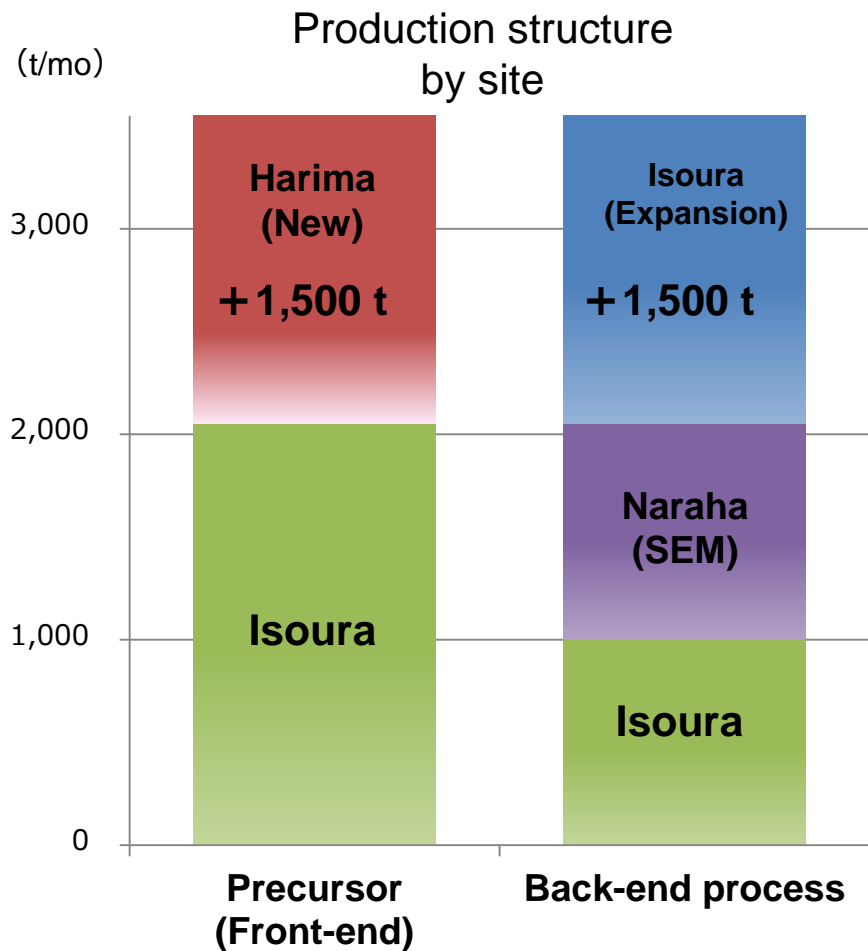 Production structure
by site
（t/mo）
3,000
2,000
1,000
0
Harima
(New)
＋1,500 t
Isoura
Isoura
(Expansion)
＋1,500 t
Naraha
(SEM)
Isoura
Precursor
(Front-end)
Back-end process